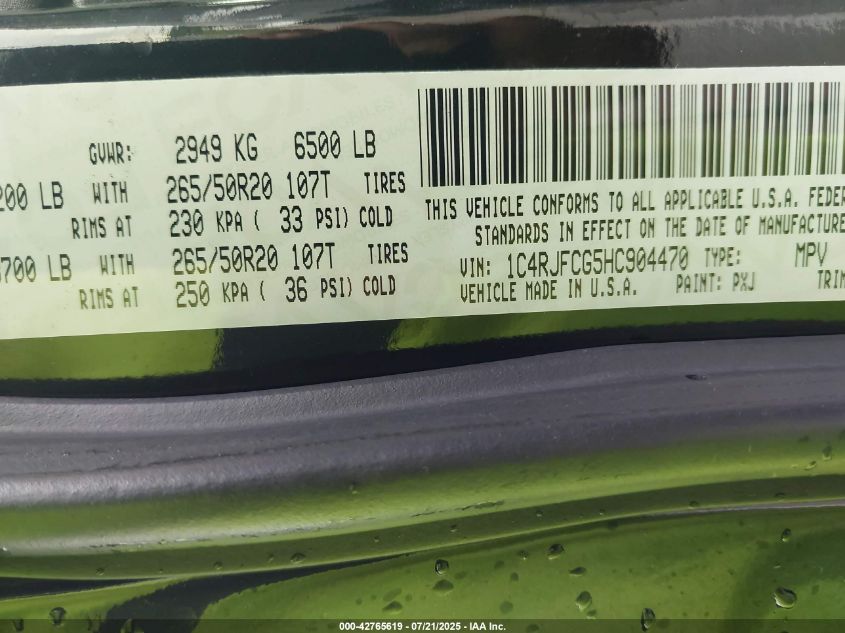 GVWR: 2949 KG 6500 LB
200 LB WITH 265/50R20 107T TIRES
RIMS AT 230 KPA ( 33 PSI) COLD
700 LB WITH 265/50R20 107T TIRES
RIMS AT 250 KPA ( 36 PSI) COLD
THIS VEHICLE CONFORMS TO ALL APPLICABLE U.S.A. FEDER
STANDARDS IN EFFECT ON THE DATE OF MANUFACTURE
VIN: 1C4RJFCG5HC904470 TYPE: MPV
VEHICLE MADE IN U.S.A. PAINT: PXJ TRIM
000-42765619 - 07/21/2025 - IAA Inc.